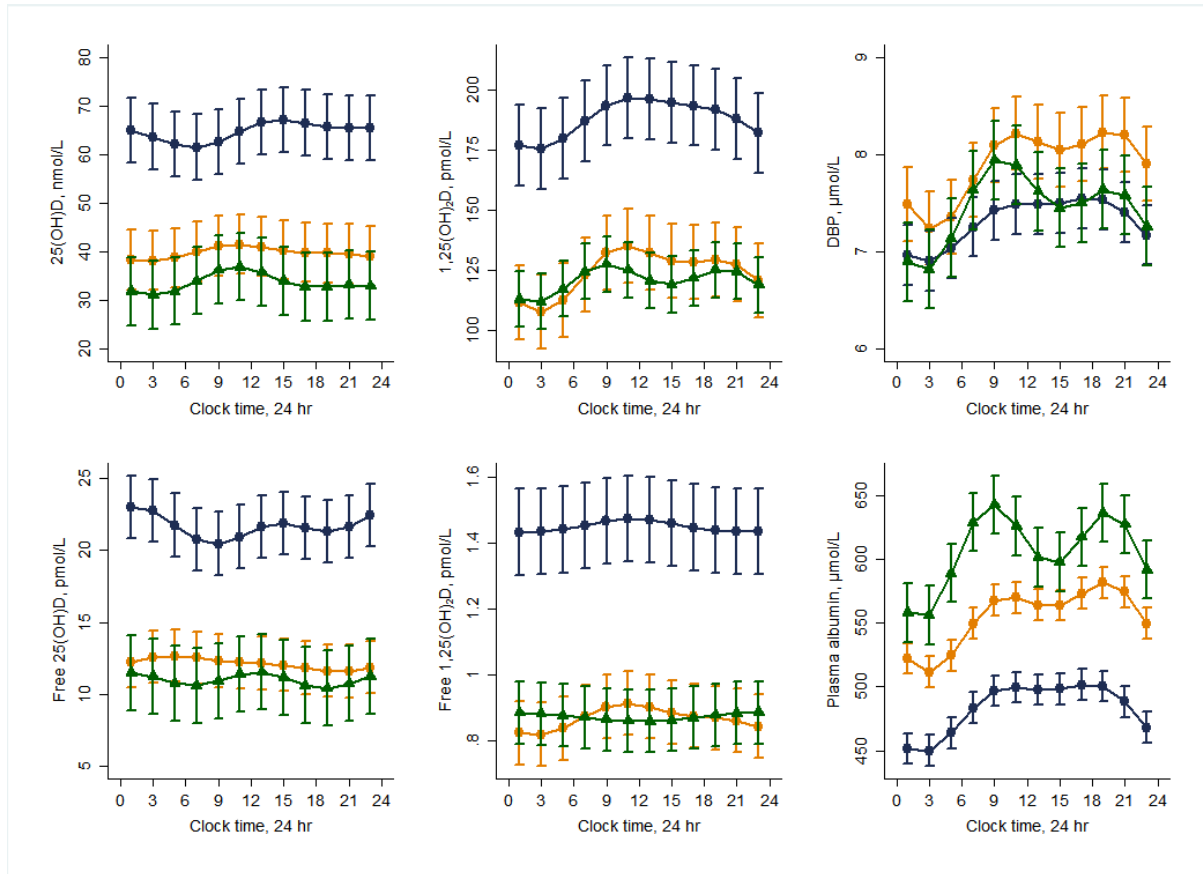 25(OH)D, nmol/L
80
70
60
50
40
30
20
0 3 6 9 12 15 18 21 24
Clock time, 24 hr
1,25(OH)₂D, pmol/L
200
175
150
125
100
0 3 6 9 12 15 18 21 24
Clock time, 24 hr
DBP, µmol/L
9
8
7
6
0 3 6 9 12 15 18 21 24
Clock time, 24 hr
Free 25(OH)D, pmol/L
25
20
15
10
5
0 3 6 9 12 15 18 21 24
Clock time, 24 hr
Free 1,25(OH)₂D, pmol/L
1.6
1.4
1.2
1
.8
0 3 6 9 12 15 18 21 24
Clock time, 24 hr
Plasma albumin, µmol/L
650
600
550
500
450
0 3 6 9 12 15 18 21 24
Clock time, 24 hr